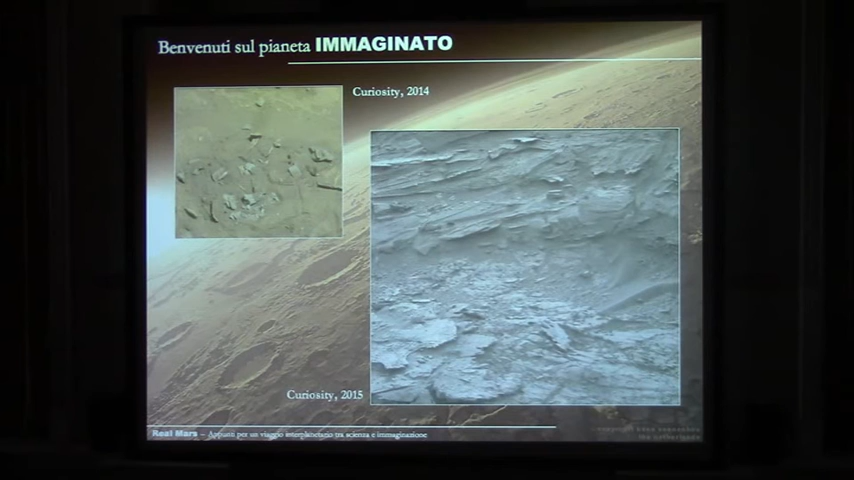 Benvenuti sul pianeta IMMAGINATO
Curiosity, 2014
Curiosity, 2015
Real Mars – Appunti per un viaggio interplanetario tra scienza e immaginazione